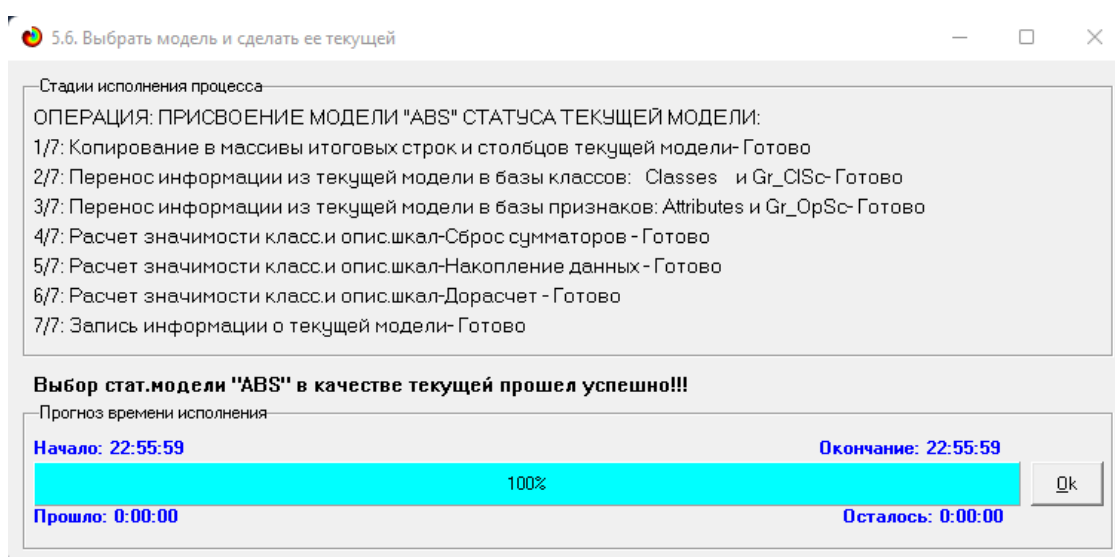 5.6. Выбрать модель и сделать ее текущей
Стадии исполнения процесса
ОПЕРАЦИЯ: ПРИСВОЕНИЕ МОДЕЛИ "ABS" СТАТУСА ТЕКУЩЕЙ МОДЕЛИ:
1/7: Копирование в массивы итоговых строк и столбцов текущей модели- Готово
2/7: Перенос информации из текущей модели в базы классов: Classes и Gr_ClSc- Готово
3/7: Перенос информации из текущей модели в базы признаков: Attributes и Gr_OpSc- Готово
4/7: Расчет значимости класс.и опис.шкал-Сброс сумматоров - Готово
5/7: Расчет значимости класс.и опис.шкал-Накопление данных - Готово
6/7: Расчет значимости класс.и опис.шкал-Дорасчет - Готово
7/7: Запись информации о текущей модели- Готово
Выбор стат.модели "ABS" в качестве текущей прошел успешно!!!
Прогноз времени исполнения
Начало: 22:55:59 Окончание: 22:55:59
100% Ok
Прошло: 0:00:00 Осталось: 0:00:00